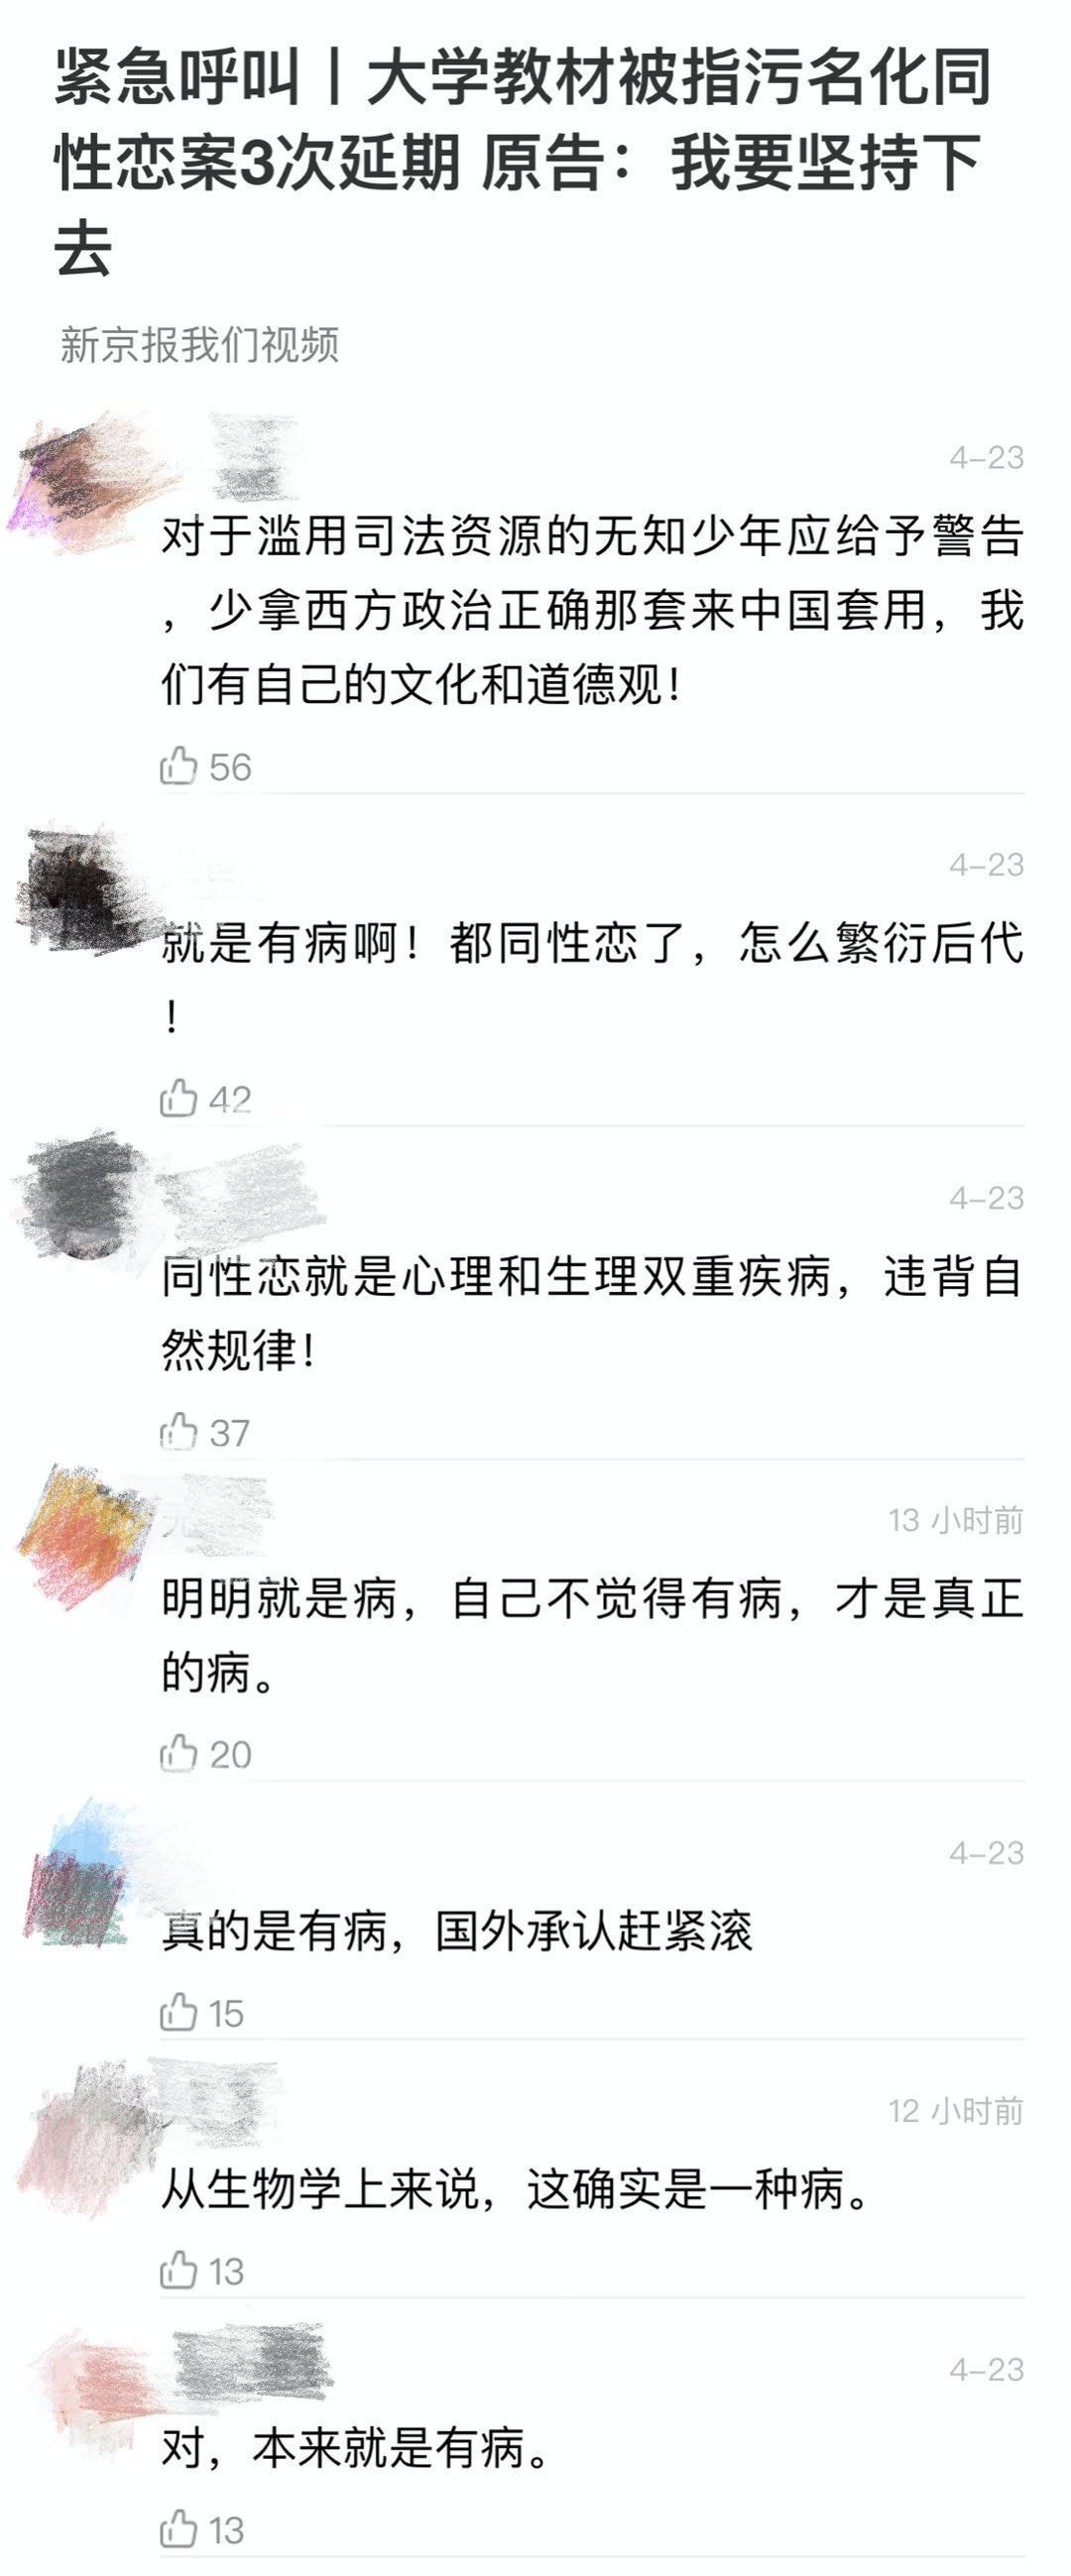 紧急呼叫丨大学教材被指污名化同
性恋案3次延期 原告：我要坚持下
去
新京报我们视频
4-23
对于滥用司法资源的无知少年应给予警告
，少拿西方政治正确那套来中国套用，我
们有自己的文化和道德观！
56
4-23
就是有病啊！都同性恋了，怎么繁衍后代
！
42
4-23
同性恋就是心理和生理双重疾病，违背自
然规律！
37
13 小时前
明明就是病，自己不觉得有病，才是真正
的病。
20
4-23
真的是有病，国外承认赶紧滚
15
12 小时前
从生物学上来说，这确实是一种病。
13
4-23
对，本来就是有病。
13